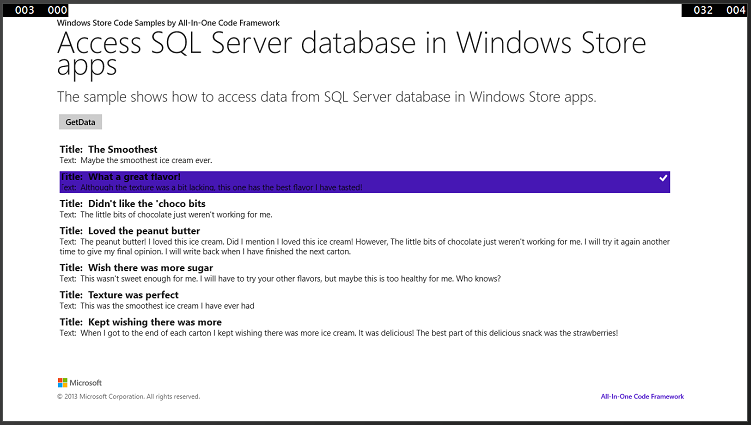 003 000
032 004
Windows Store Code Samples by All-In-One Code Framework
Access SQL Server database in Windows Store
apps
The sample shows how to access data from SQL Server database in Windows Store apps.
GetData
Title: The Smoothest
Text: Maybe the smoothest ice cream ever.
Title: What a great flavor!
Text: Although the texture was a bit lacking, this one has the best flavor I have tasted!
Title: Didn't like the 'choco bits
Text: The little bits of chocolate just weren't working for me.
Title: Loved the peanut butter
Text: The peanut butter! I loved this ice cream. Did I mention I loved this ice cream! However, The little bits of chocolate just weren't working for me. I will try it again another
time to give my final opinion. I will write back when I have finished the next carton.
Title: Wish there was more sugar
Text: This wasn't sweet enough for me. I will have to try your other flavors, but maybe this is too healthy for me. Who knows?
Title: Texture was perfect
Text: This was the smoothest ice cream I have ever had
Title: Kept wishing there was more
Text: When I got to the end of each carton I kept wishing there was more ice cream. It was delicious! The best part of this delicious snack was the strawberries!
Microsoft
© 2013 Microsoft Corporation. All rights reserved.
All-In-One Code Framework